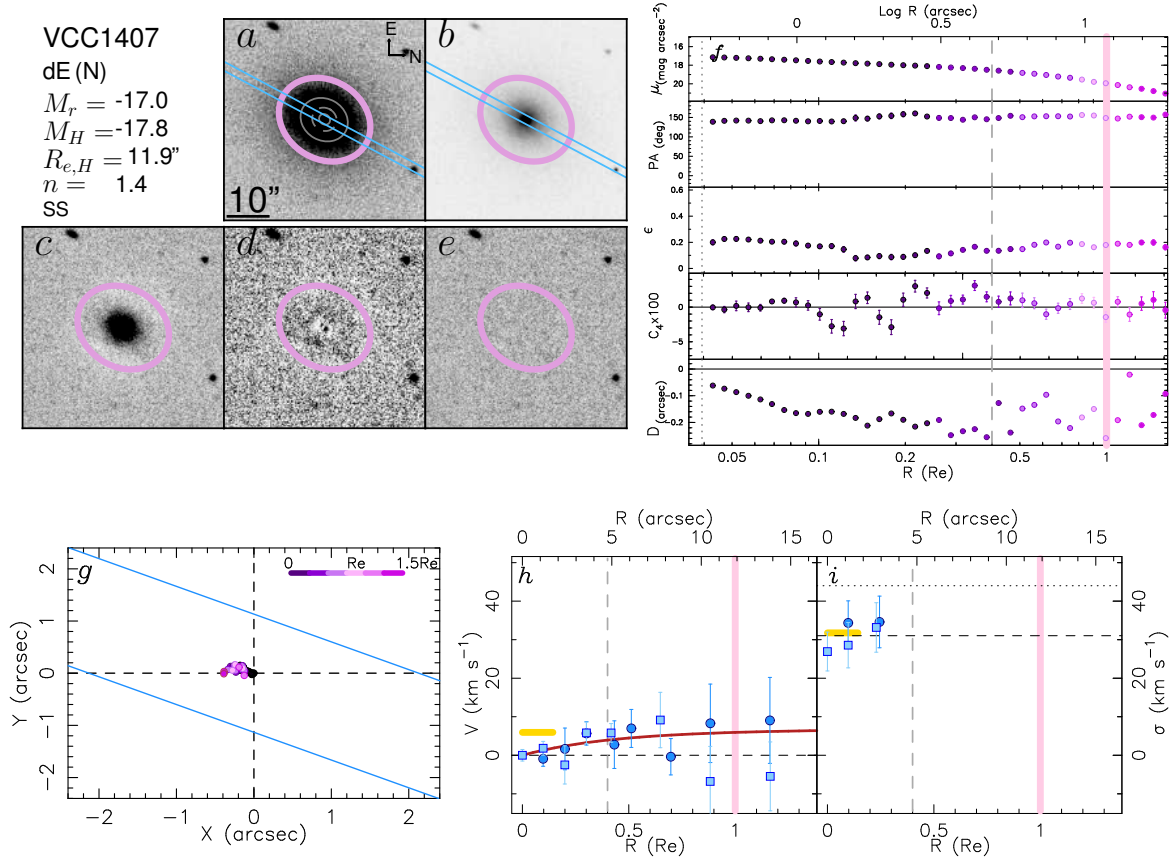 VCC1407
dE (N)
M_r = -17.0
M_H = -17.8
R_{e,H} = 11.9"
n = 1.4
SS
a
E
N
10"
b
c
d
e
Log R (arcsec)
0 0.5 1
f
μ(mag arcsec⁻²)
16
18
20
PA (deg)
150
100
50
0
ϵ
0.6
0.4
0.2
0
C₄x100
0
−5
D (arcsec)
0
−0.1
−0.2
0.05 0.1 0.2 0.5 1
R (Re)
g
0 Re 1.5Re
Y (arcsec)
2
1
0
−1
−2
−2 −1 0 1 2
X (arcsec)
R (arcsec)
0 5 10 15
h
V (km s⁻¹)
40
20
0
0 0.5 1
R (Re)
R (arcsec)
0 5 10 15
i
40
20
0
σ (km s⁻¹)
0 0.5 1
R (Re)